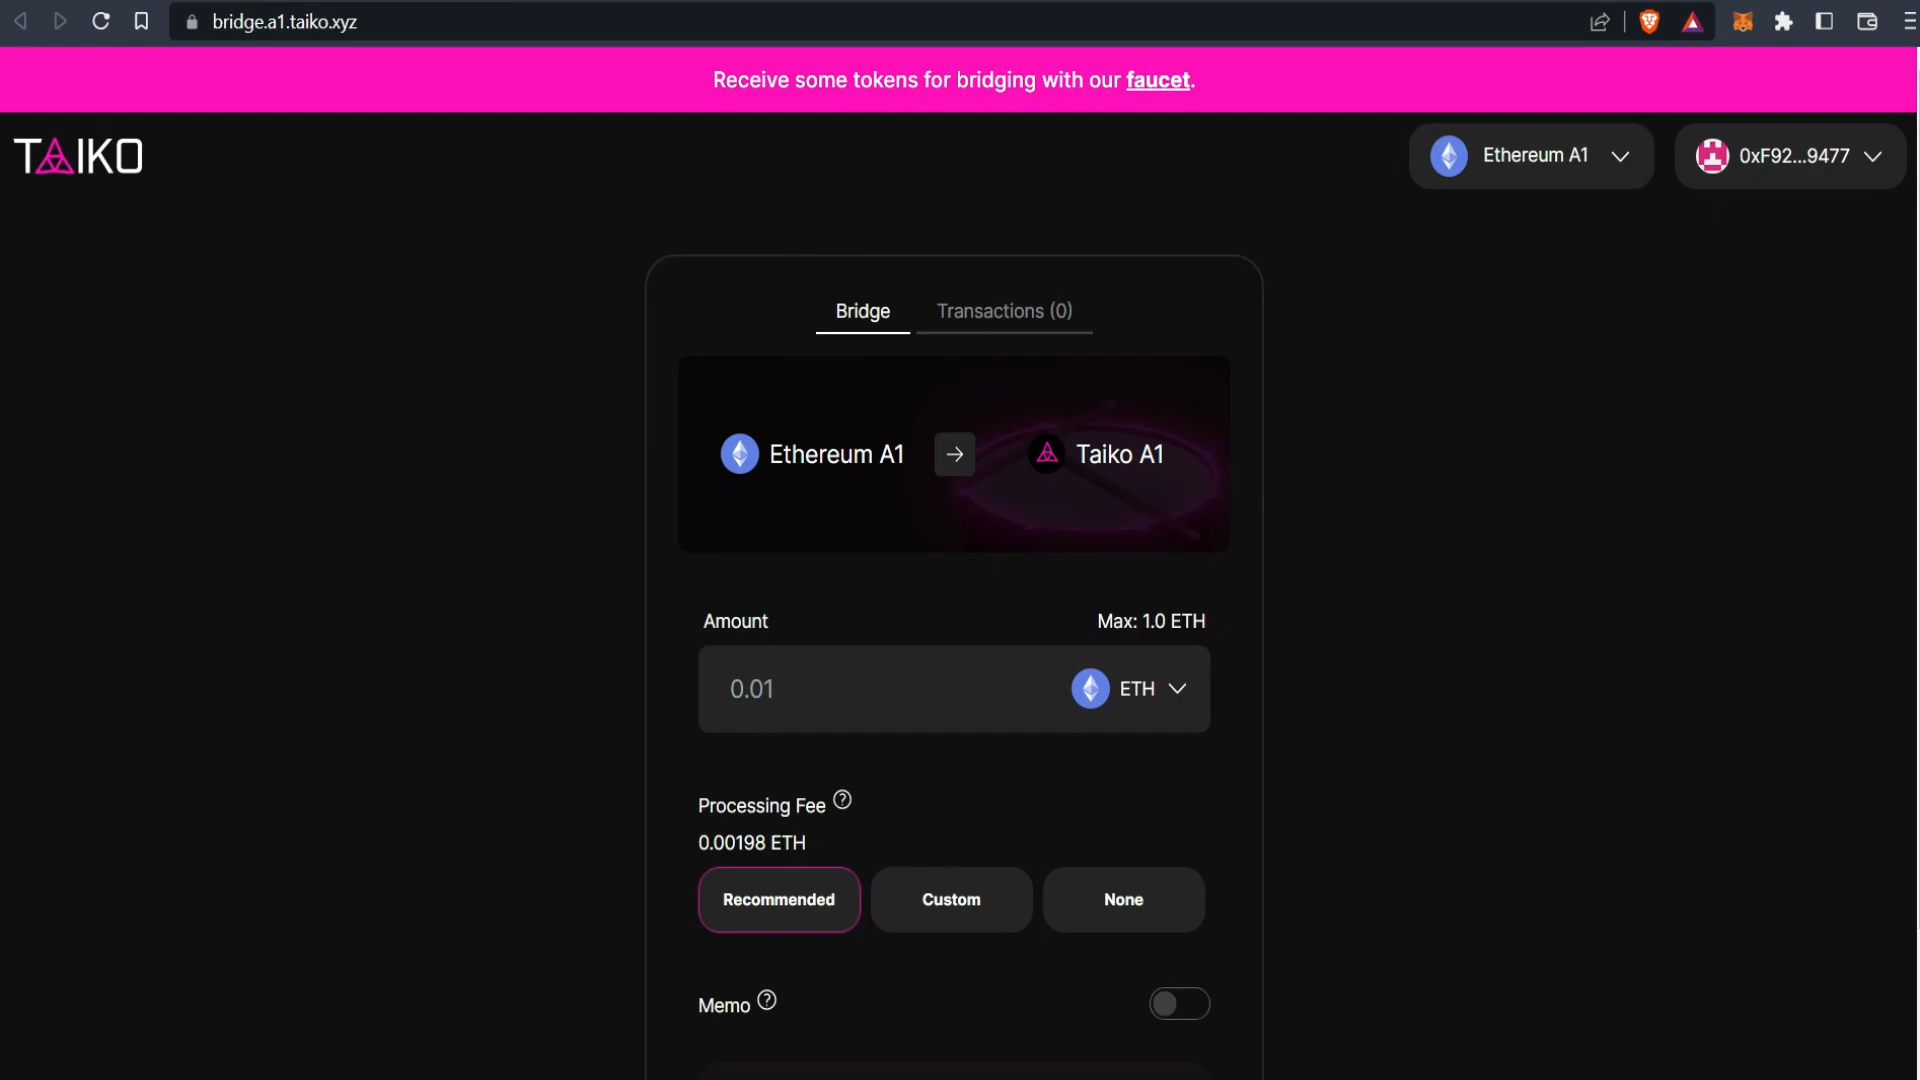 bridge.a1.taiko.xyz
Receive some tokens for bridging with our faucet.
TAIKO
Ethereum A1
0xF92...9477
Bridge
Transactions (0)
Ethereum A1
Taiko A1
Amount
Max: 1.0 ETH
0.01
ETH
Processing Fee
0.00198 ETH
Recommended
Custom
None
Memo